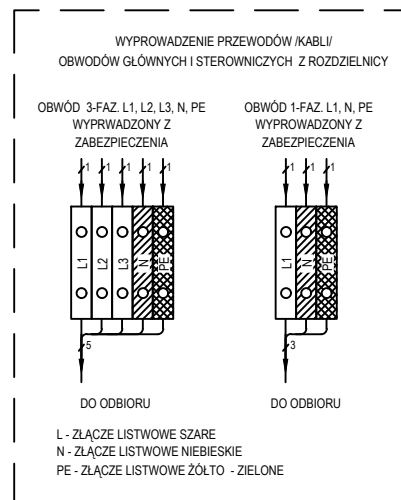 WYPROWADZENIE PRZEWODÓW /KABLI/
OBWODÓW GŁÓWNYCH I STEROWNICZYCH Z ROZDZIELNICY
OBWÓD 3-FAZ. L1, L2, L3, N, PE
WYPRWADZONY Z
ZABEZPIECZENIA
OBWÓD 1-FAZ. L1, N, PE
WYPROWADZONY Z
ZABEZPIECZENIA
1 1 1 1 1
1 1 1
L1 L2 L3 N PE
L1 N PE
5
3
DO ODBIORU
DO ODBIORU
L - ZŁĄCZE LISTWOWE SZARE
N - ZŁĄCZE LISTWOWE NIEBIESKIE
PE - ZŁĄCZE LISTWOWE ŻÓŁTO - ZIELONE